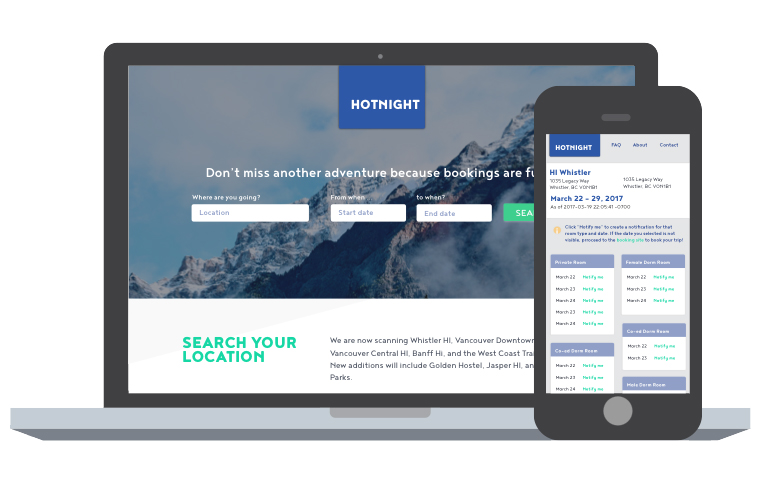 HOTNIGHT
Don't miss another adventure because bookings are fu
Where are you going?
From when
to when?
Location
Start date
End date
SEA
SEARCH YOUR
LOCATION
We are now scanning Whistler HI, Vancouver Downtown
Vancouver Central HI, Banff Hi, and the West Coast Trai
New additions will include Golden Hostel, Jasper HI, an
Parks.
HOTNIGHT
FAQ
About
Contact
HI Whistler
1035 Legacy Way
Whistler, BC V0N1B1
1035 Legacy Way
Whistler, BC V0N1B1
March 22 - 29, 2017
As of 2017-03-19 22:05:41 -0700
Click "Notify me" to create a notification for that
room type and date. If the date you selected is not
visible, proceed to the booking site to book your trip!
Private Room
March 22 Notify me
March 23 Notify me
March 24 Notify me
March 23 Notify me
March 24 Notify me
Co-ed Dorm Room
March 22 Notify me
March 23 Notify me
March 24 Notify me
Female Dorm Room
March 22 Notify me
March 23 Notify me
March 24 Notify me
Co-ed Dorm Room
March 22 Notify me
March 23 Notify me
Male Dorm Room